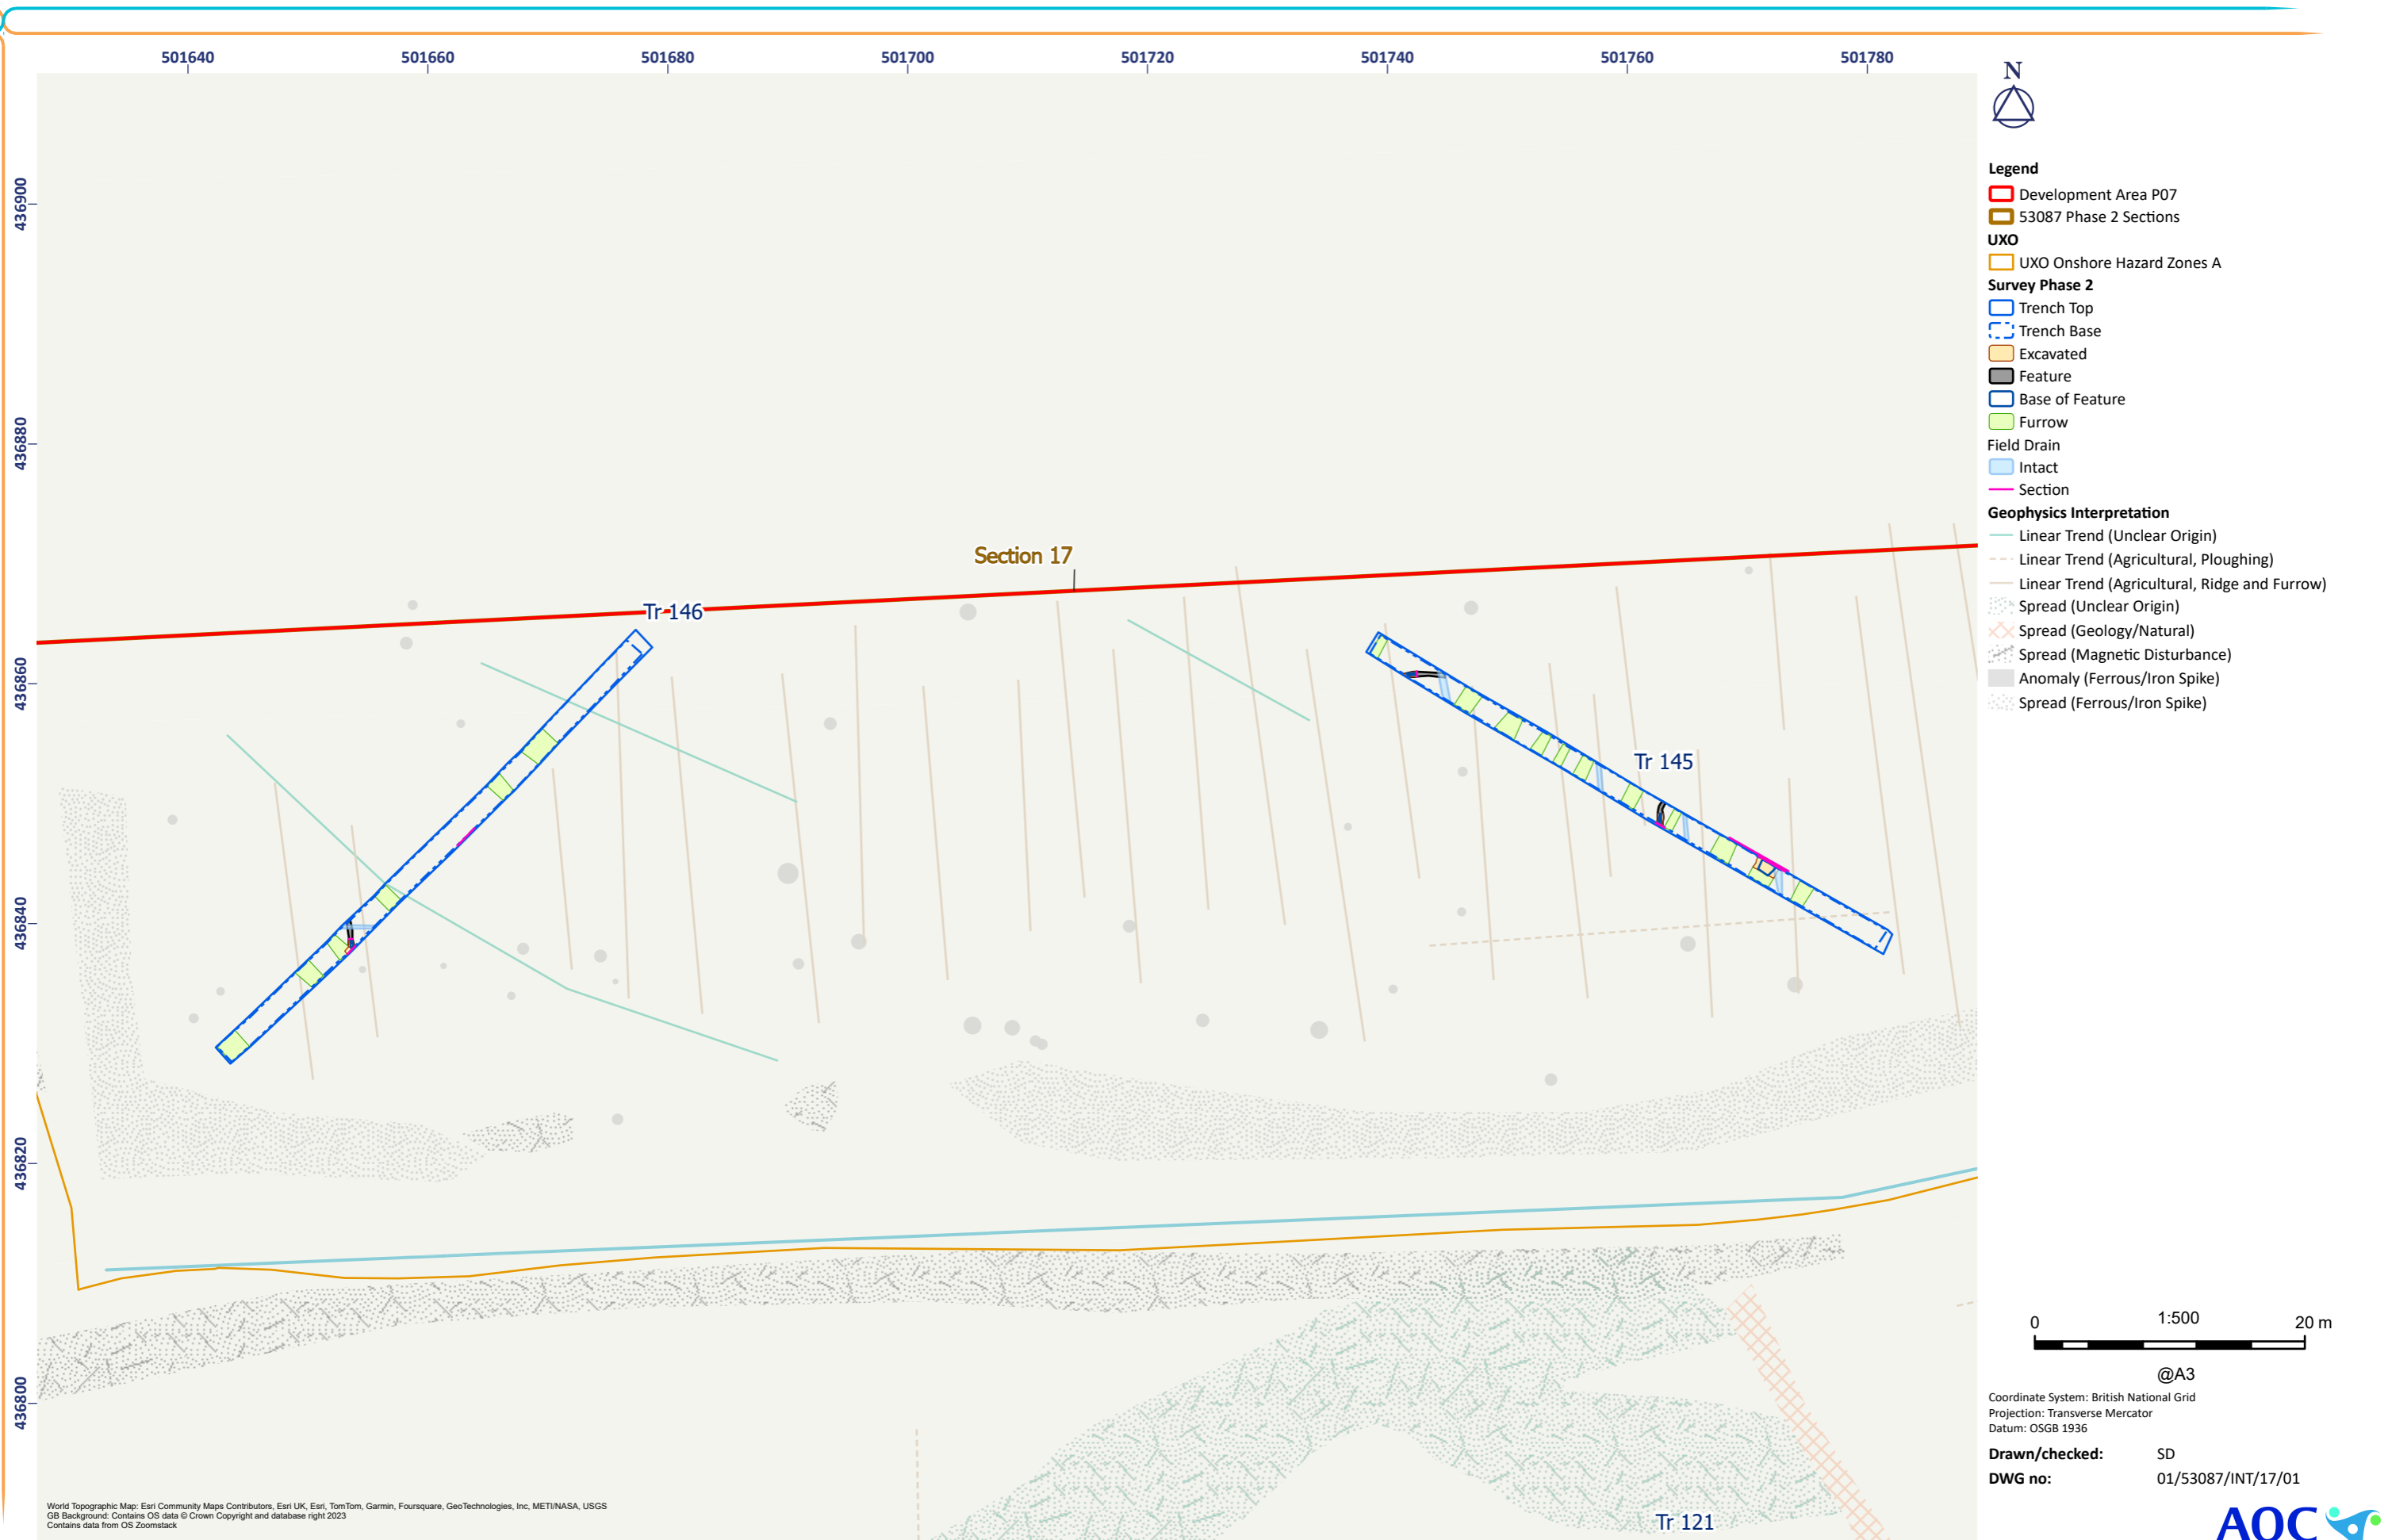 501640 501660 501680 501700 501720 501740 501760 501780
N
436900
436880
436860
436840
436820
436800
Section 17
Tr 146
Tr 145
Tr 121
Legend
Development Area P07
53087 Phase 2 Sections
UXO
UXO Onshore Hazard Zones A
Survey Phase 2
Trench Top
Trench Base
Excavated
Feature
Base of Feature
Furrow
Field Drain
Intact
Section
Geophysics Interpretation
Linear Trend (Unclear Origin)
Linear Trend (Agricultural, Ploughing)
Linear Trend (Agricultural, Ridge and Furrow)
Spread (Unclear Origin)
Spread (Geology/Natural)
Spread (Magnetic Disturbance)
Anomaly (Ferrous/Iron Spike)
Spread (Ferrous/Iron Spike)
0 1:500 20 m
@A3
Coordinate System: British National Grid
Projection: Transverse Mercator
Datum: OSGB 1936
Drawn/checked: SD
DWG no: 01/53087/INT/17/01
AOC
World Topographic Map: Esri Community Maps Contributors, Esri UK, Esri, TomTom, Garmin, Foursquare, GeoTechnologies, Inc, METI/NASA, USGS
GB Background: Contains OS data © Crown Copyright and database right 2023
Contains data from OS Zoomstack